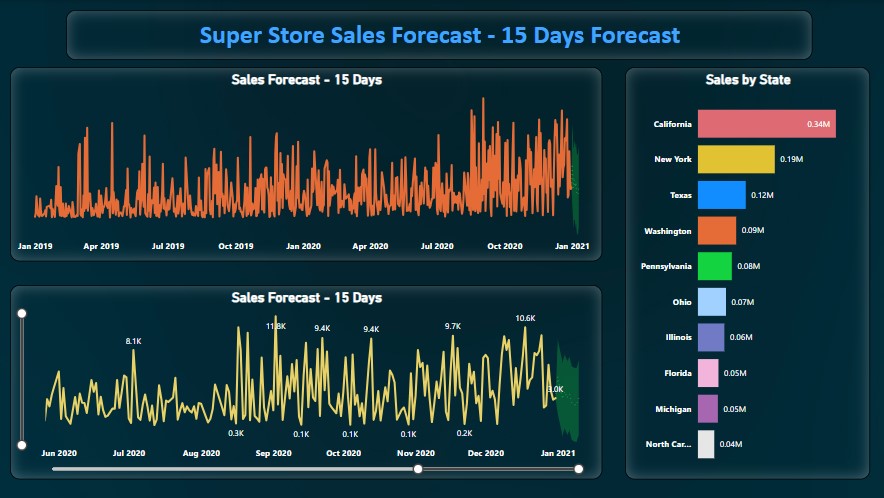 Super Store Sales Forecast - 15 Days Forecast
Sales Forecast - 15 Days
Jan 2019 Apr 2019 Jul 2019 Oct 2019 Jan 2020 Apr 2020 Jul 2020 Oct 2020 Jan 2021
Sales Forecast - 15 Days
8.1K 11.8K 9.4K 9.4K 9.7K 10.6K
3.0K
0.3K 0.1K 0.1K 0.1K 0.2K
Jun 2020 Jul 2020 Aug 2020 Sep 2020 Oct 2020 Nov 2020 Dec 2020 Jan 2021
Sales by State
California 0.34M
New York 0.19M
Texas 0.12M
Washington 0.09M
Pennsylvania 0.08M
Ohio 0.07M
Illinois 0.06M
Florida 0.05M
Michigan 0.05M
North Car... 0.04M